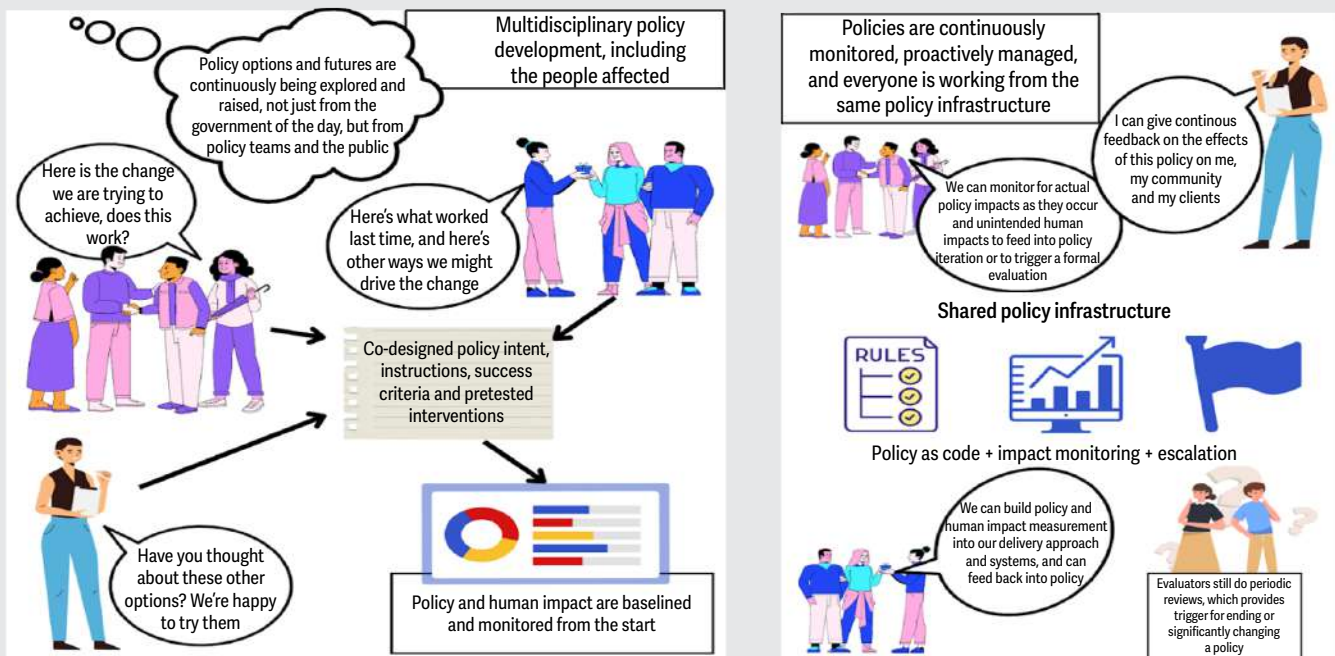 Multidisciplinary policy
development, including
the people affected
Policy options and futures are
continuously being explored and
raised, not just from the
government of the day, but from
policy teams and the public
Here is the change
we are trying to
achieve, does this
work?
Here's what worked
last time, and here's
other ways we might
drive the change
Co-designed policy intent,
instructions, success
criteria and pretested
interventions
Have you thought
about these other
options? We're happy
to try them
Policy and human impact are baselined
and monitored from the start
Policies are continuously
monitored, proactively managed,
and everyone is working from the
same policy infrastructure
I can give continous
feedback on the effects
of this policy on me,
my community
and my clients
We can monitor for actual
policy impacts as they occur
and unintended human
impacts to feed into policy
iteration or to trigger a formal
evaluation
Shared policy infrastructure
RULES
Policy as code + impact monitoring + escalation
We can build policy and
human impact measurement
into our delivery approach
and systems, and can
feed back into policy
Evaluators still do periodic
reviews, which provides
trigger for ending or
significantly changing
a policy